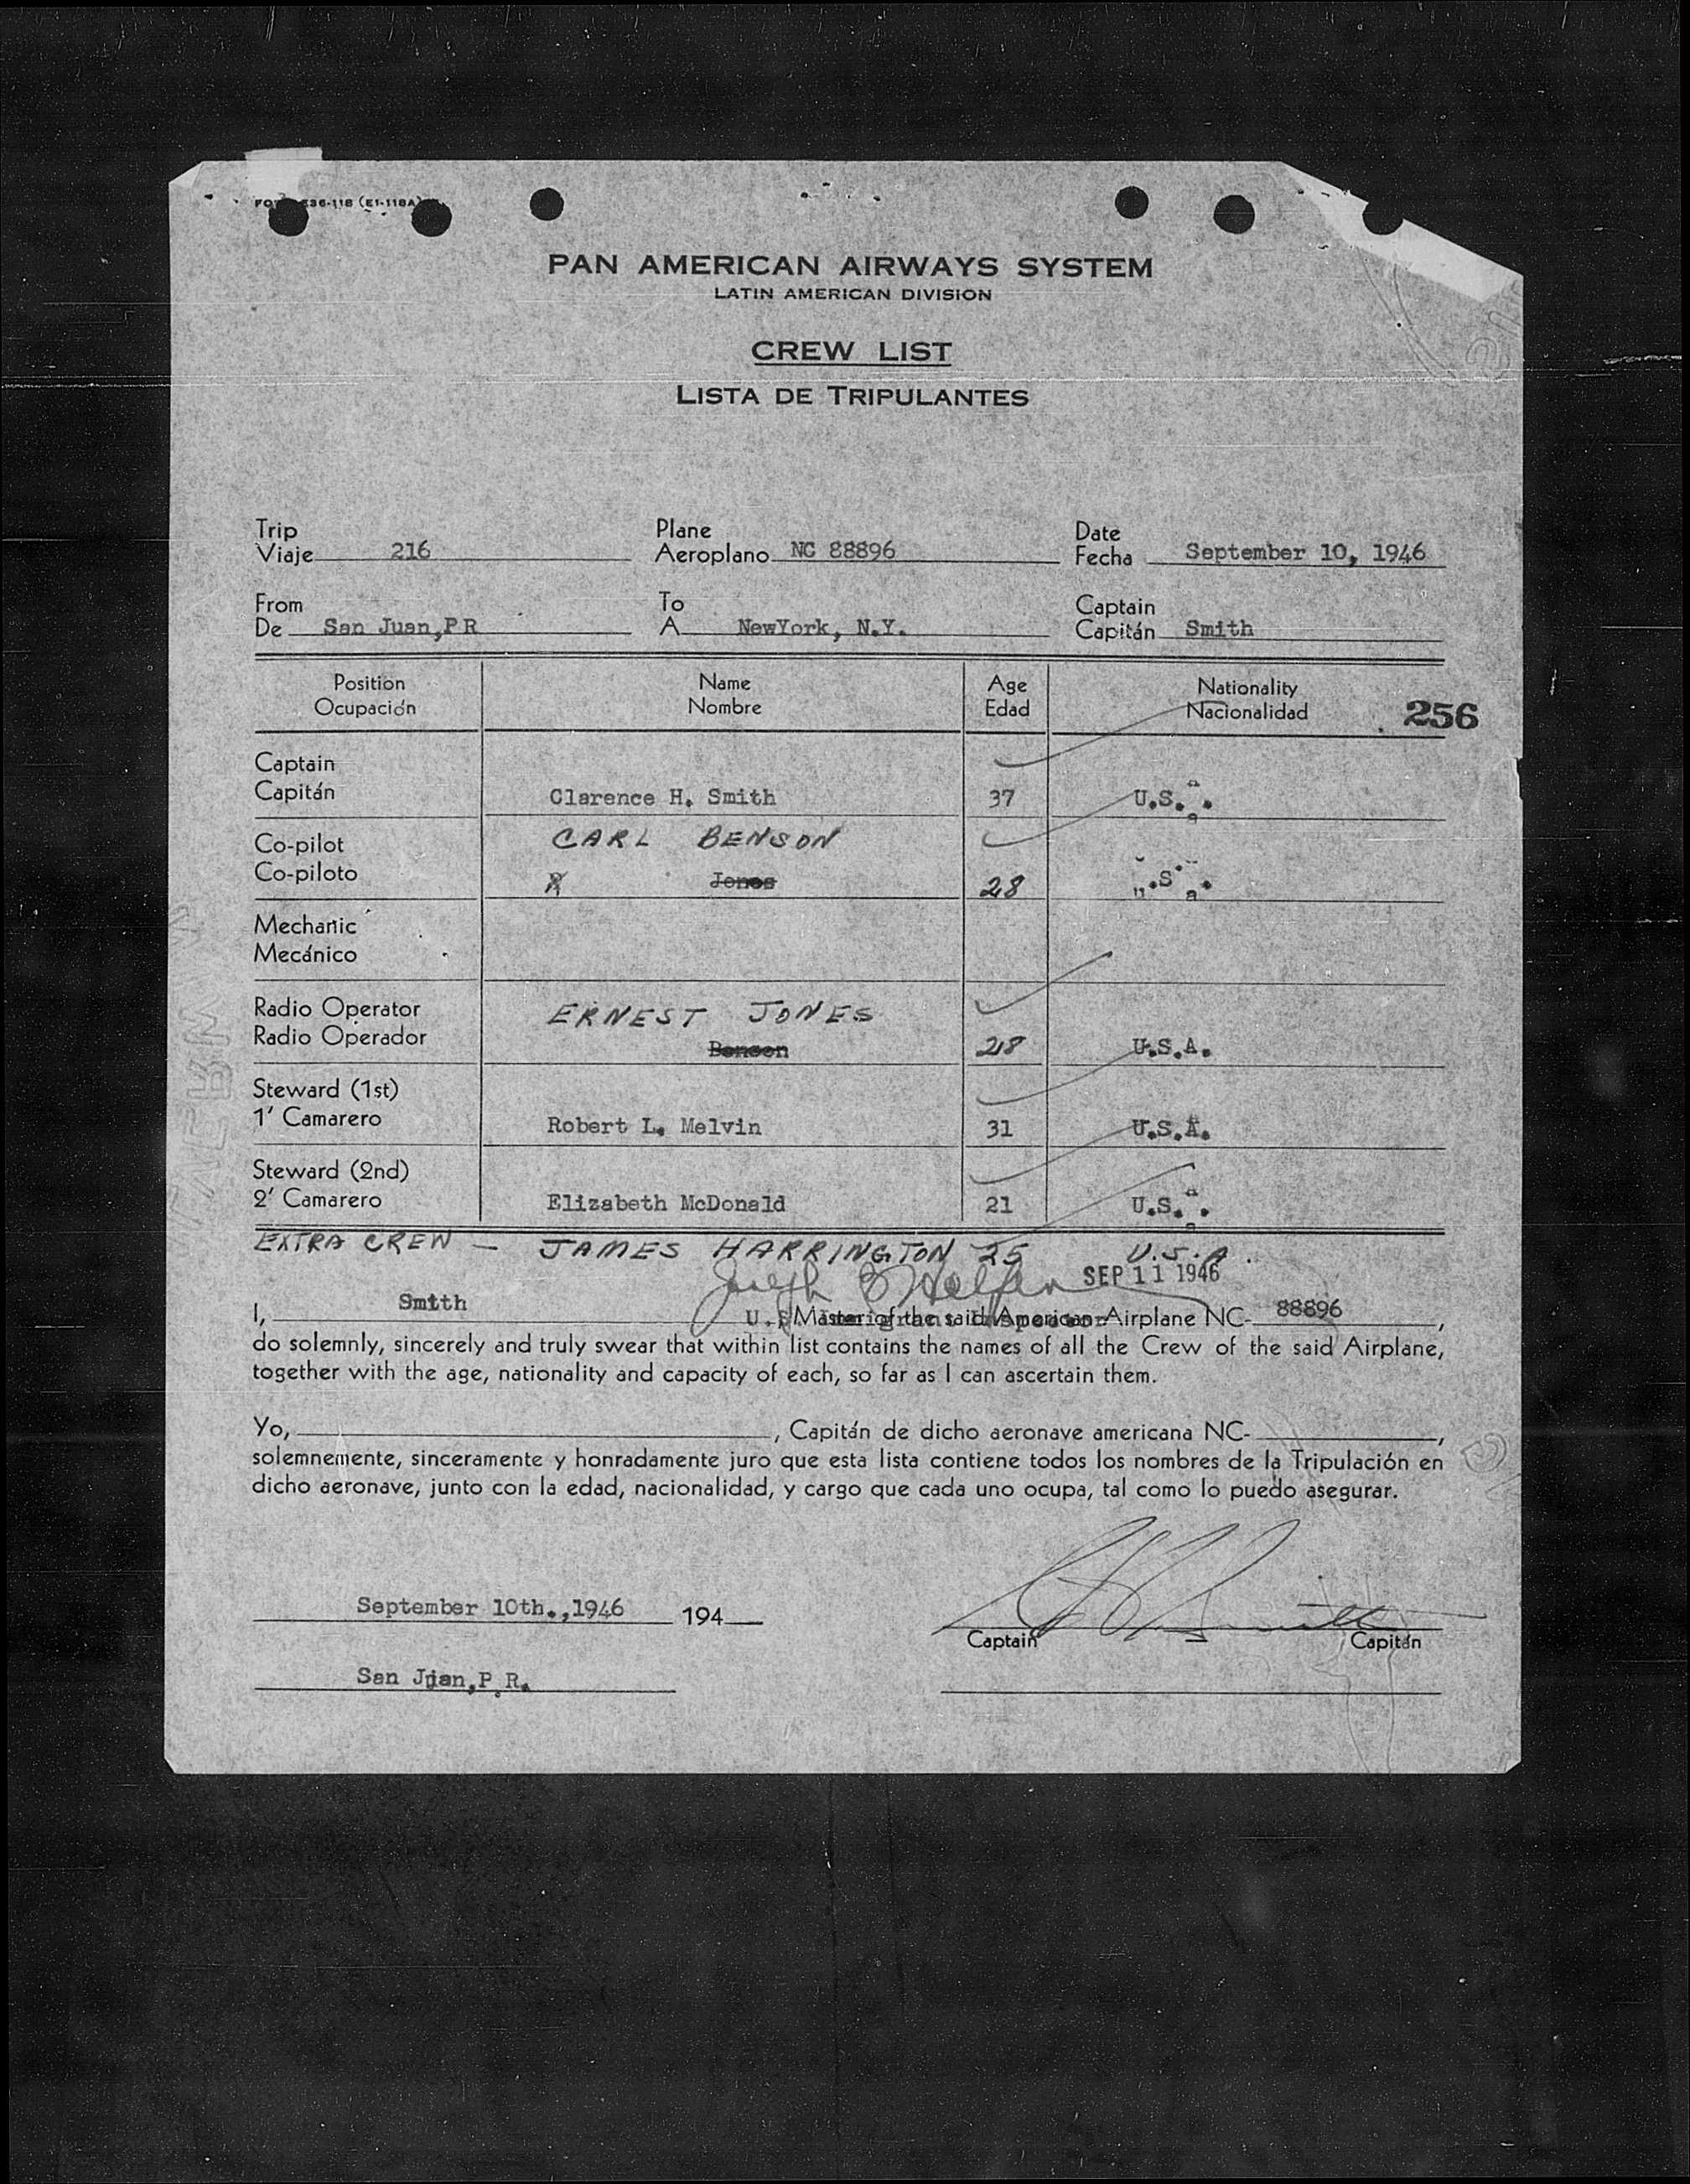 PAN AMERICAN AIRWAYS SYSTEM
LATIN AMERICAN DIVISION
CREW LIST
LISTA DE TRIPULANTES
Trip
Viaje 216
Plane
Aeroplano NC 88896
Date
Fecha September 10, 1946
From
De San Juan,P R
To
A NewYork, N.Y.
Captain
Capitán Smith
Position
Ocupación
Name
Nombre
Age
Edad
Nationality
Nacionalidad
256
Captain
Capitán Clarence H. Smith 37 U.S.
Co-pilot CARL BENSON
Co-piloto Jones 28 S
Mechanic
Mecánico
Radio Operator ERNEST JONES
Radio Operador Benson 28 U.S.A.
Steward (1st)
1' Camarero Robert L. Melvin 31 U.S.A.
Steward (2nd)
2' Camarero Elizabeth McDonald 21 U.S.
EXTRA CREW — JAMES HARRINGTON 25 U.S.A.
SEP 11 1946
I, Smith Master of the said American Airplane NC- 88896,
do solemnly, sincerely and truly swear that within list contains the names of all the Crew of the said Airplane,
together with the age, nationality and capacity of each, so far as I can ascertain them.
Yo, , Capitán de dicho aeronave americana NC- ,
solemnemente, sinceramente y honradamente juro que esta lista contiene todos los nombres de la Tripulación en
dicho aeronave, junto con la edad, nacionalidad, y cargo que cada uno ocupa, tal como lo puedo asegurar.
September 10th.,1946 194
Captain Capitán
San Juan,P.R.